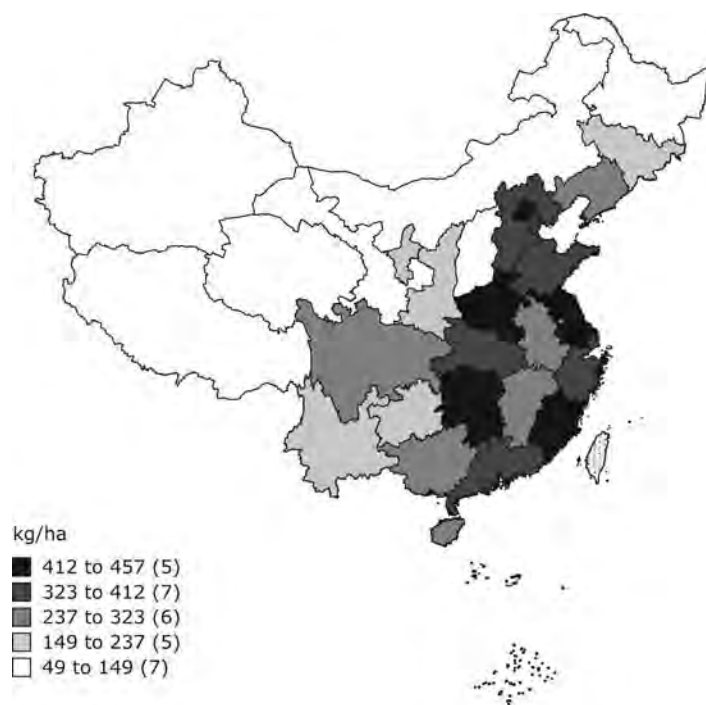 kg/ha
412 to 457 (5)
323 to 412 (7)
237 to 323 (6)
149 to 237 (5)
49 to 149 (7)